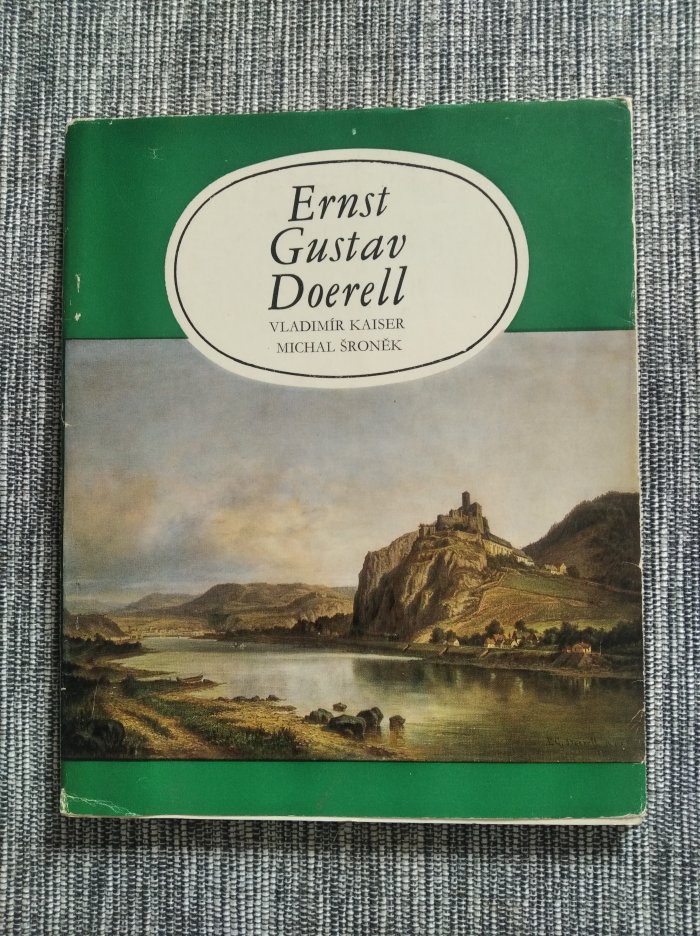 Ernst
Gustav
Doerell
VLADIMÍR KAISER
MICHAL ŠRONĚK